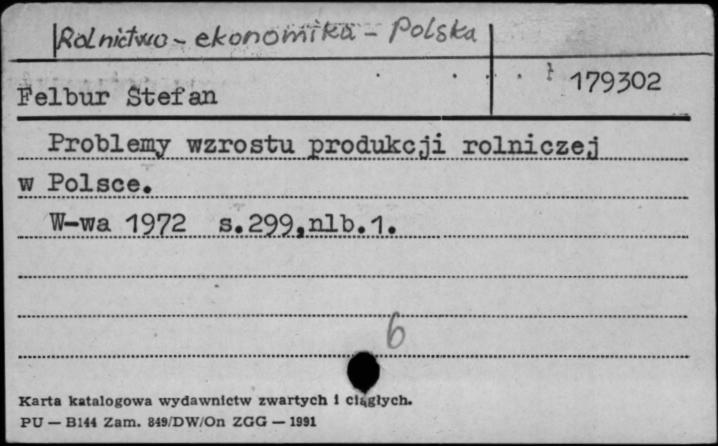 Rolnictwo - ekonomika - Polska
179302
Felbur Stefan
Problemy wzrostu produkcji rolniczej
w Polsce.
W-wa 1972 s.299,nlb.1.
6
Karta katalogowa wydawnictw zwartych i ciągłych.
PU — B144 Zam. 849/DW/On ZGG — 1991